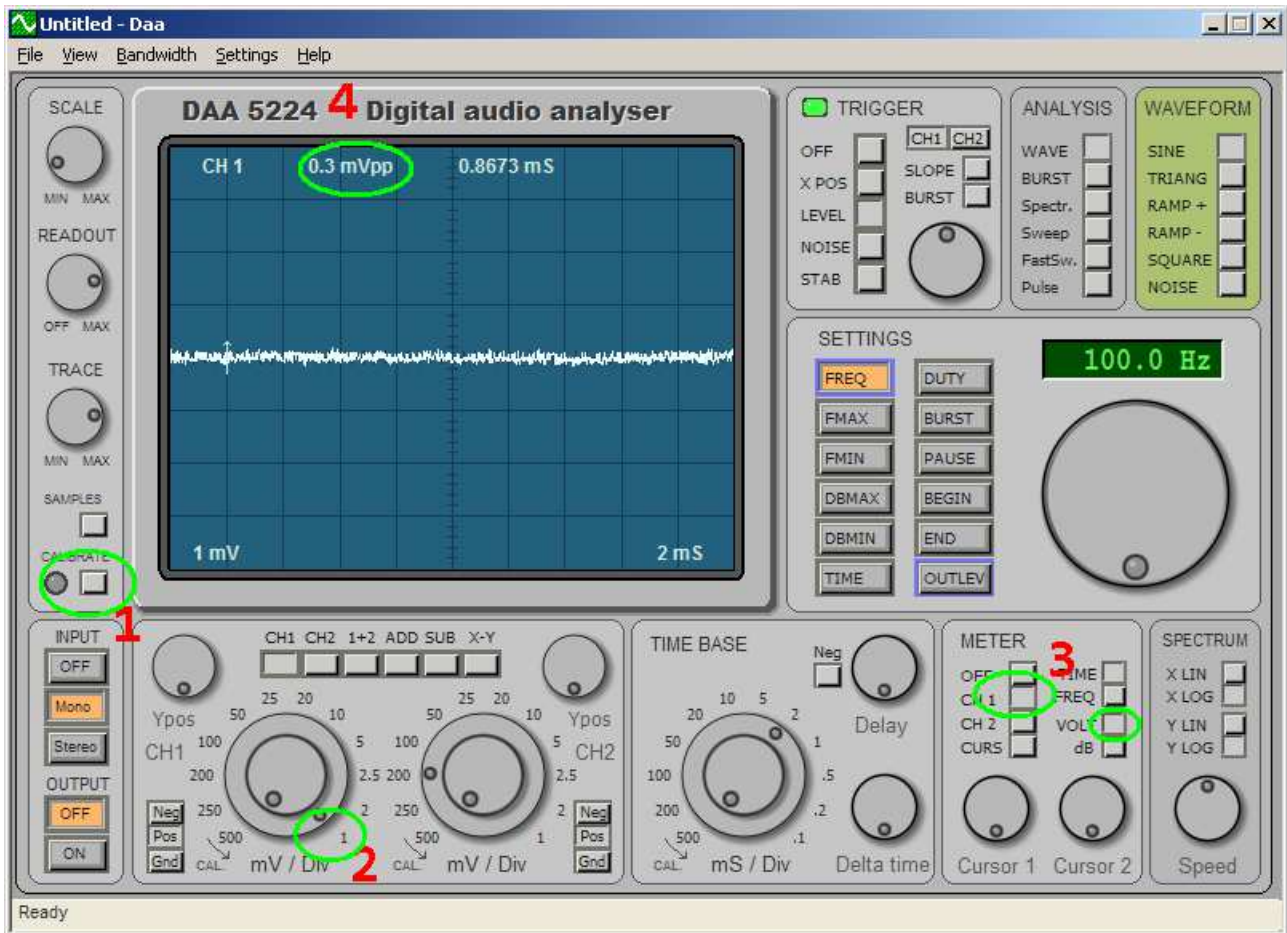 Untitled - Daa
File View Bandwidth Settings Help
SCALE
MIN MAX
READOUT
OFF MAX
TRACE
MIN MAX
SAMPLES
CALIBRATE
1
DAA 5224 4 Digital audio analyser
CH 1 0.3 mVpp 0.8673 mS
1 mV 2 mS
TRIGGER
OFF
X POS
LEVEL
NOISE
STAB
CH1 CH2
SLOPE
BURST
ANALYSIS
WAVE
BURST
Spectr.
Sweep
FastSw.
Pulse
WAVEFORM
SINE
TRIANG
RAMP +
RAMP -
SQUARE
NOISE
SETTINGS
FREQ DUTY
FMAX BURST
FMIN PAUSE
DBMAX BEGIN
DBMIN END
TIME OUTLEV
100.0 Hz
INPUT
OFF
Mono
Stereo
OUTPUT
OFF
ON
CH1 CH2 1+2 ADD SUB X-Y
Ypos
CH1
500 250 200 100 50 25 20 10 5 2.5 2 1
Neg
Pos
Gnd
CAL
mV / Div
2
Ypos
CH2
500 250 200 100 50 25 20 10 5 2.5 2 1
Neg
Pos
Gnd
CAL
mV / Div
TIME BASE
500 200 100 50 20 10 5 2 1 .5 .2 .1
CAL
mS / Div
Neg
Delay
Delta time
METER
3
OFF TIME
CH 1 FREQ
CH 2 VOLT
CURS dB
Cursor 1 Cursor 2
SPECTRUM
X LIN
X LOG
Y LIN
Y LOG
Speed
Ready